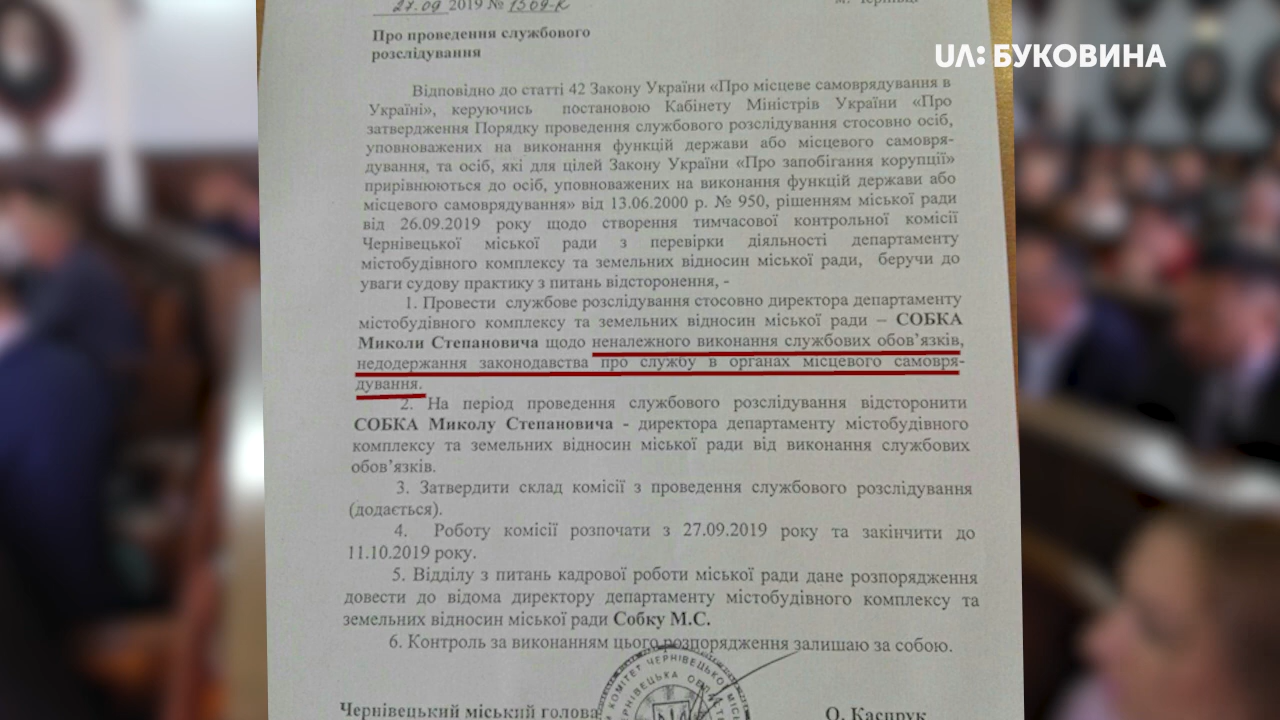 27.09 2019 № 1509-К
м. Чернівці
UA: БУКОВИНА
Про проведення службового
розслідування
Відповідно до статті 42 Закону України «Про місцеве самоврядування в
Україні», керуючись постановою Кабінету Міністрів України «Про
затвердження Порядку проведення службового розслідування стосовно осіб,
уповноважених на виконання функцій держави або місцевого самовря-
дування, та осіб, які для цілей Закону України «Про запобігання корупції»
прирівнюються до осіб, уповноважених на виконання функцій держави або
місцевого самоврядування» від 13.06.2000 р. № 950, рішенням міської ради
від 26.09.2019 року щодо створення тимчасової контрольної комісії
Чернівецької міської ради з перевірки діяльності департаменту
містобудівного комплексу та земельних відносин міської ради, беручи до
уваги судову практику з питань відсторонення, -
1. Провести службове розслідування стосовно директора департаменту
містобудівного комплексу та земельних відносин міської ради – СОБКА
Миколи Степановича щодо неналежного виконання службових обов’язків,
недодержання законодавства про службу в органах місцевого самовря-
дування.
2. На період проведення службового розслідування відсторонити
СОБКА Миколу Степановича - директора департаменту містобудівного
комплексу та земельних відносин міської ради від виконання службових
обов’язків.
3. Затвердити склад комісії з проведення службового розслідування
(додається).
4. Роботу комісії розпочати з 27.09.2019 року та закінчити до
11.10.2019 року.
5. Відділу з питань кадрової роботи міської ради дане розпорядження
довести до відома директору департаменту містобудівного комплексу та
земельних відносин міської ради Собку М.С.
6. Контроль за виконанням цього розпорядження залишаю за собою.
Чернівецький міський голова
О. Каспрук